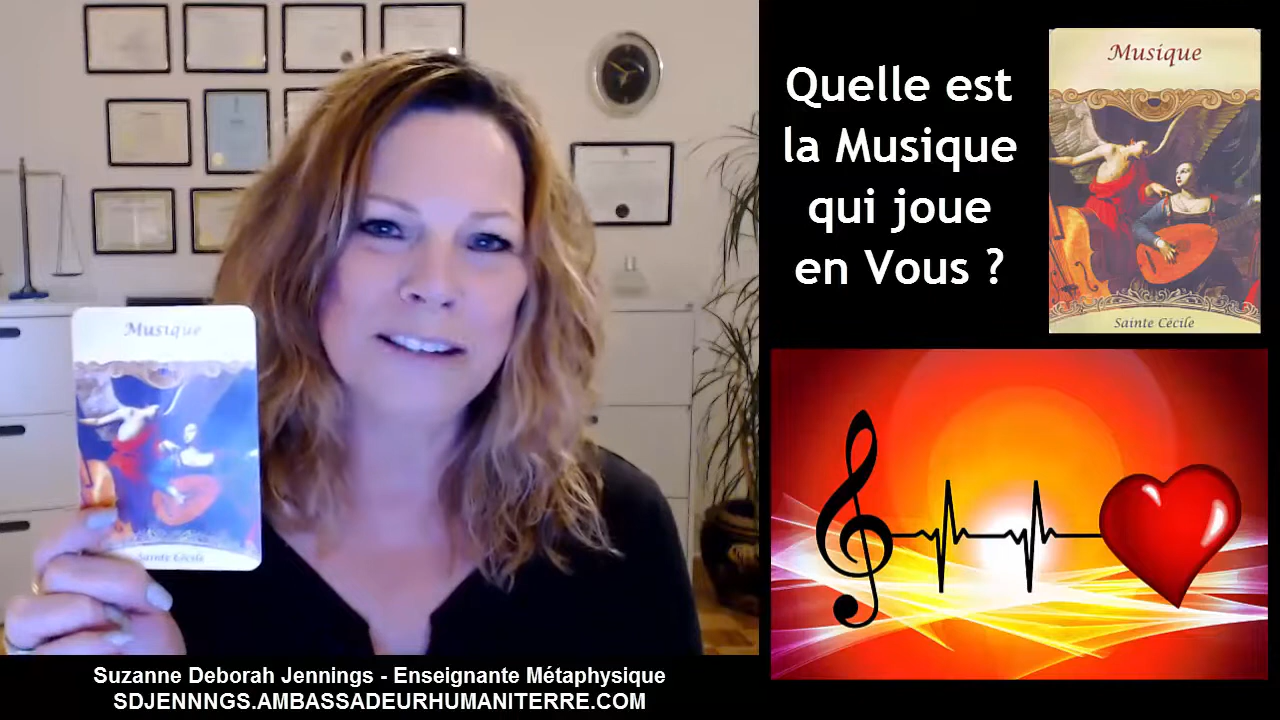 Quelle est
la Musique
qui joue
en Vous ?
Musique
Sainte Cécile
Musique
Sainte Cécile
Suzanne Deborah Jennings - Enseignante Métaphysique
SDJENNNGS.AMBASSADEURHUMANITERRE.COM